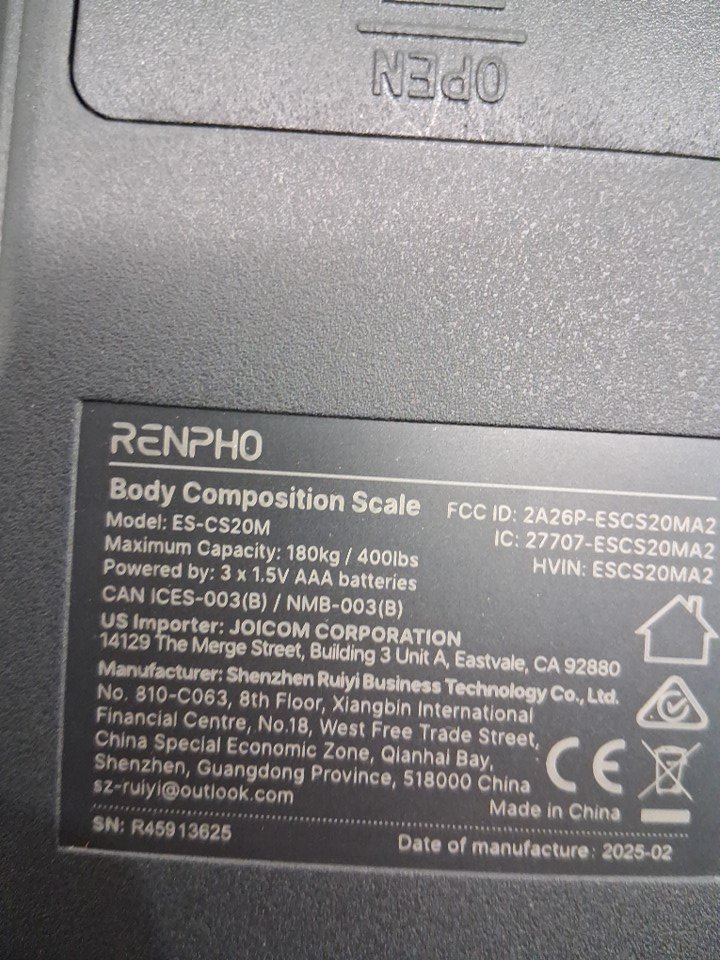 OPEN
RENPHO
Body Composition Scale
Model: ES-CS20M
Maximum Capacity: 180kg / 400lbs
Powered by: 3 x 1.5V AAA batteries
CAN ICES-003(B) / NMB-003(B)
FCC ID: 2A26P-ESCS20MA2
IC: 27707-ESCS20MA2
HVIN: ESCS20MA2
US Importer: JOICOM CORPORATION
14129 The Merge Street, Building 3 Unit A, Eastvale, CA 92880
Manufacturer: Shenzhen Ruiyi Business Technology Co., Ltd.
No. 810-C063, 8th Floor, Xiangbin International
Financial Centre, No.18, West Free Trade Street,
China Special Economic Zone, Qianhai Bay,
Shenzhen, Guangdong Province, 518000 China
sz-ruiyi@outlook.com
CE
Made in China
SN: R45913625
Date of manufacture: 2025-02